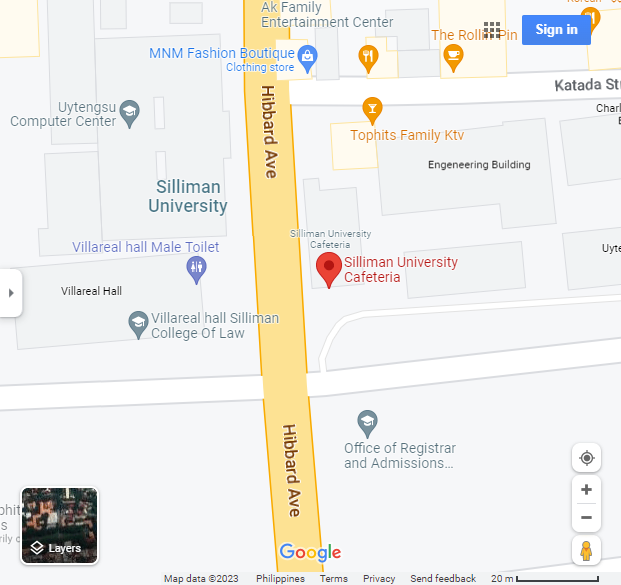 Ak Family
Entertainment Center
The Rollin Pin
Sign in
MNM Fashion Boutique
Clothing store
Katada St
Uytengsu
Computer Center
Hibbard Ave
Tophits Family Ktv
Charl
Engeneering Building
Silliman
University
Silliman University
Cafeteria
Villareal hall Male Toilet
Uyte
Silliman University
Cafeteria
Villareal Hall
Villareal hall Silliman
College Of Law
Hibbard Ave
Office of Registrar
and Admissions...
Layers
Google
Map data ©2023 Philippines Terms Privacy Send feedback 20 m